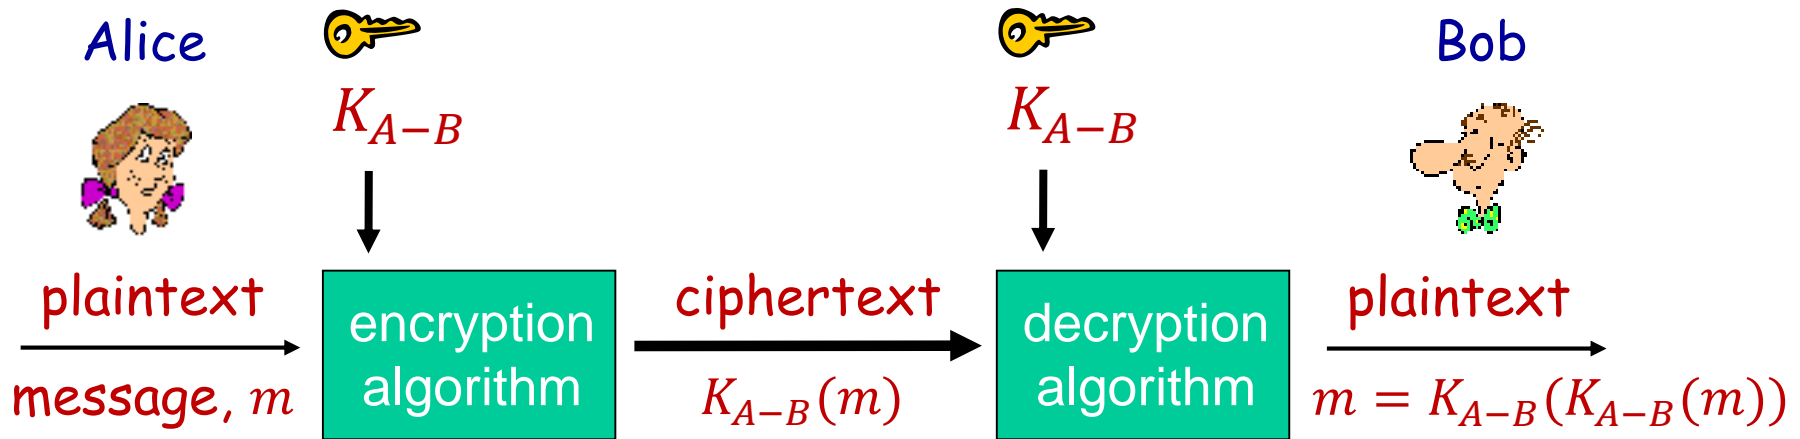 Alice
Bob
K_{A−B}
K_{A−B}
plaintext
message, m
encryption
algorithm
ciphertext
K_{A−B}(m)
decryption
algorithm
plaintext
m = K_{A−B}(K_{A−B}(m))